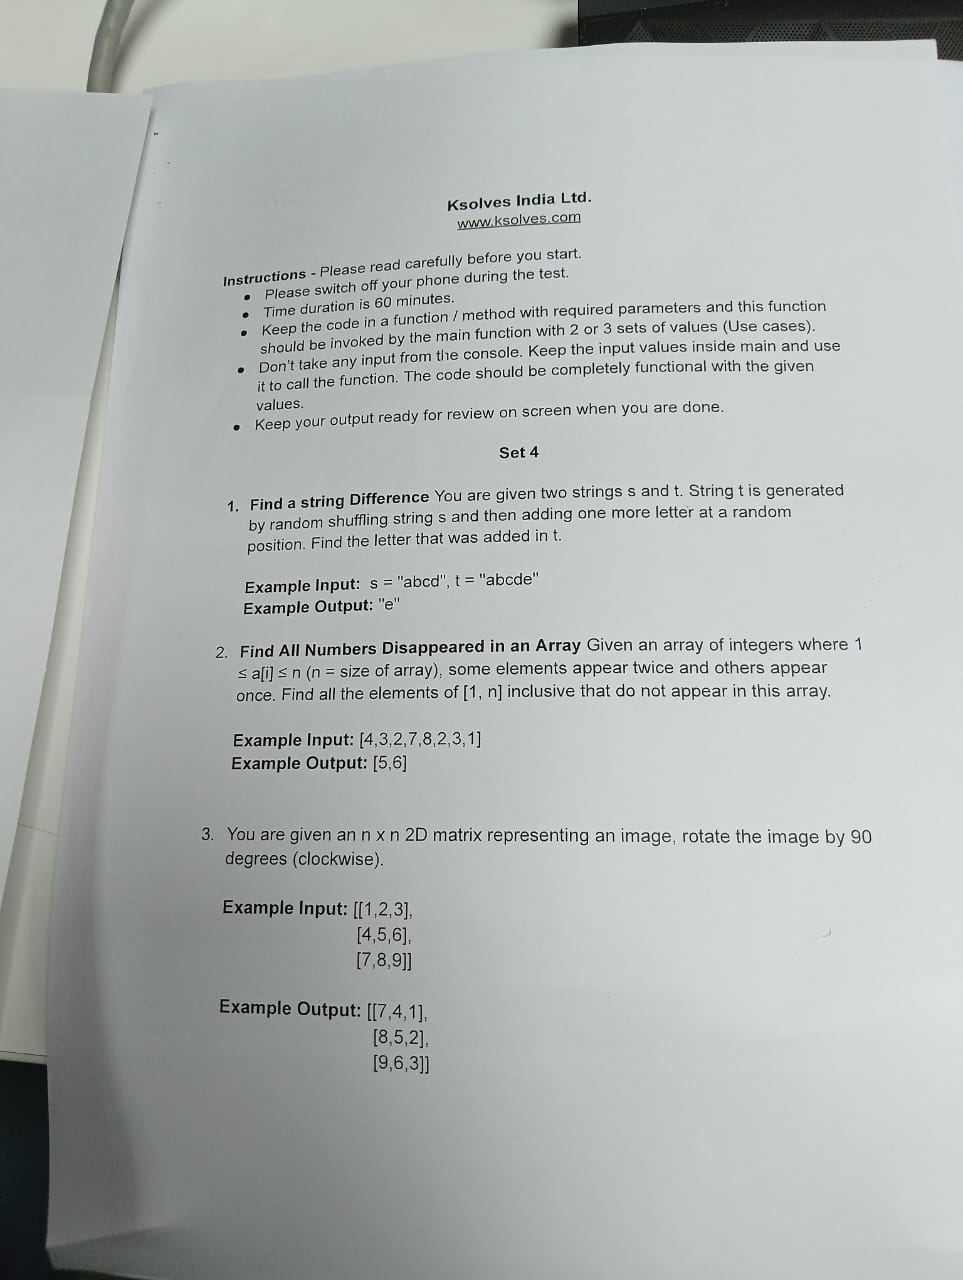 Ksolves India Ltd.
www.ksolves.com
Instructions - Please read carefully before you start.
● Please switch off your phone during the test.
● Time duration is 60 minutes.
● Keep the code in a function / method with required parameters and this function
should be invoked by the main function with 2 or 3 sets of values (Use cases).
● Don't take any input from the console. Keep the input values inside main and use
it to call the function. The code should be completely functional with the given
values.
● Keep your output ready for review on screen when you are done.
Set 4
1. Find a string Difference You are given two strings s and t. String t is generated
by random shuffling string s and then adding one more letter at a random
position. Find the letter that was added in t.
Example Input: s = "abcd", t = "abcde"
Example Output: "e"
2. Find All Numbers Disappeared in an Array Given an array of integers where 1
≤ a[i] ≤ n (n = size of array), some elements appear twice and others appear
once. Find all the elements of [1, n] inclusive that do not appear in this array.
Example Input: [4,3,2,7,8,2,3,1]
Example Output: [5,6]
3. You are given an n x n 2D matrix representing an image, rotate the image by 90
degrees (clockwise).
Example Input: [[1,2,3],
[4,5,6],
[7,8,9]]
Example Output: [[7,4,1],
[8,5,2],
[9,6,3]]